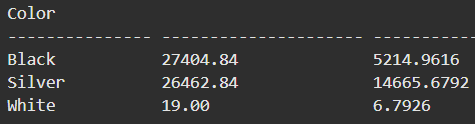 Color
--------------- --------------------- -----------
Black 27404.84 5214.9616
Silver 26462.84 14665.6792
White 19.00 6.7926